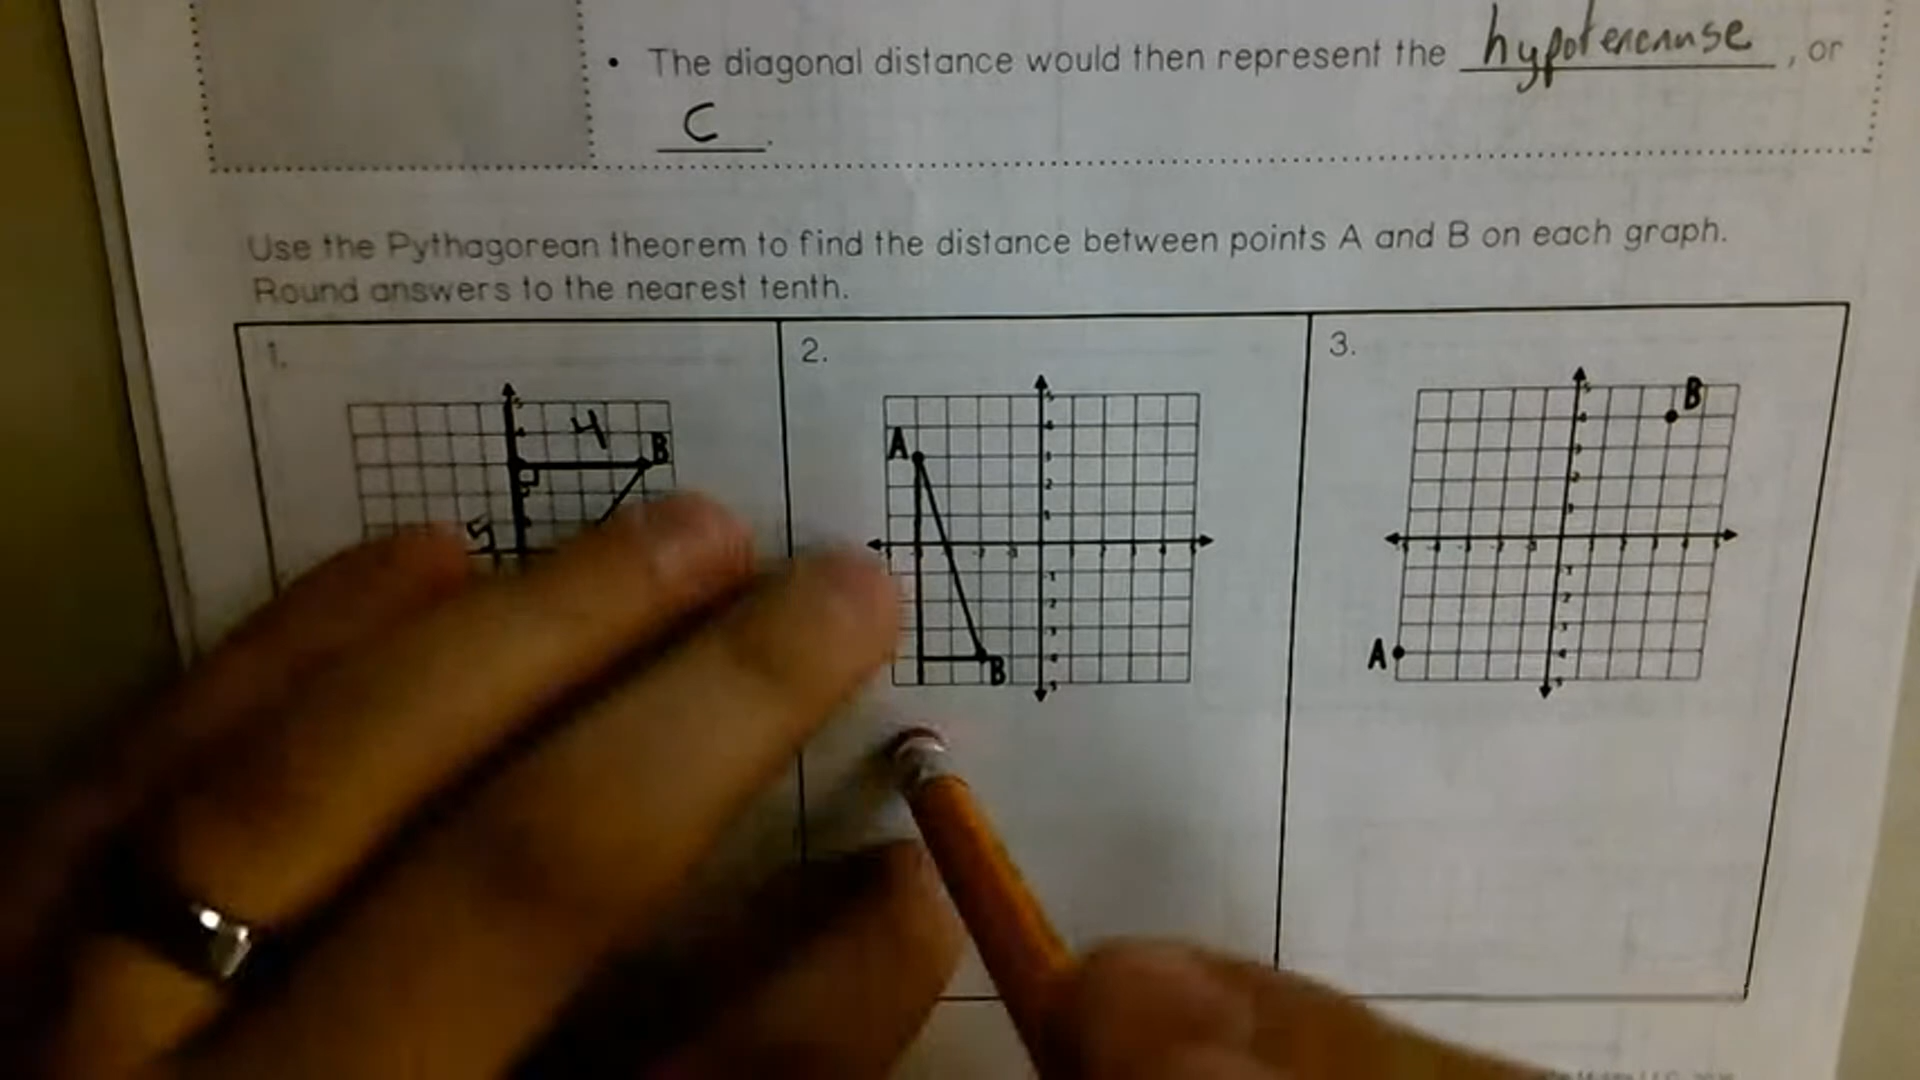 • The diagonal distance would then represent the hypotencnuse, or
C.
Use the Pythagorean theorem to find the distance between points A and B on each graph.
Round answers to the nearest tenth.
1.
2.
3.
4
B
5
A
B
B
A